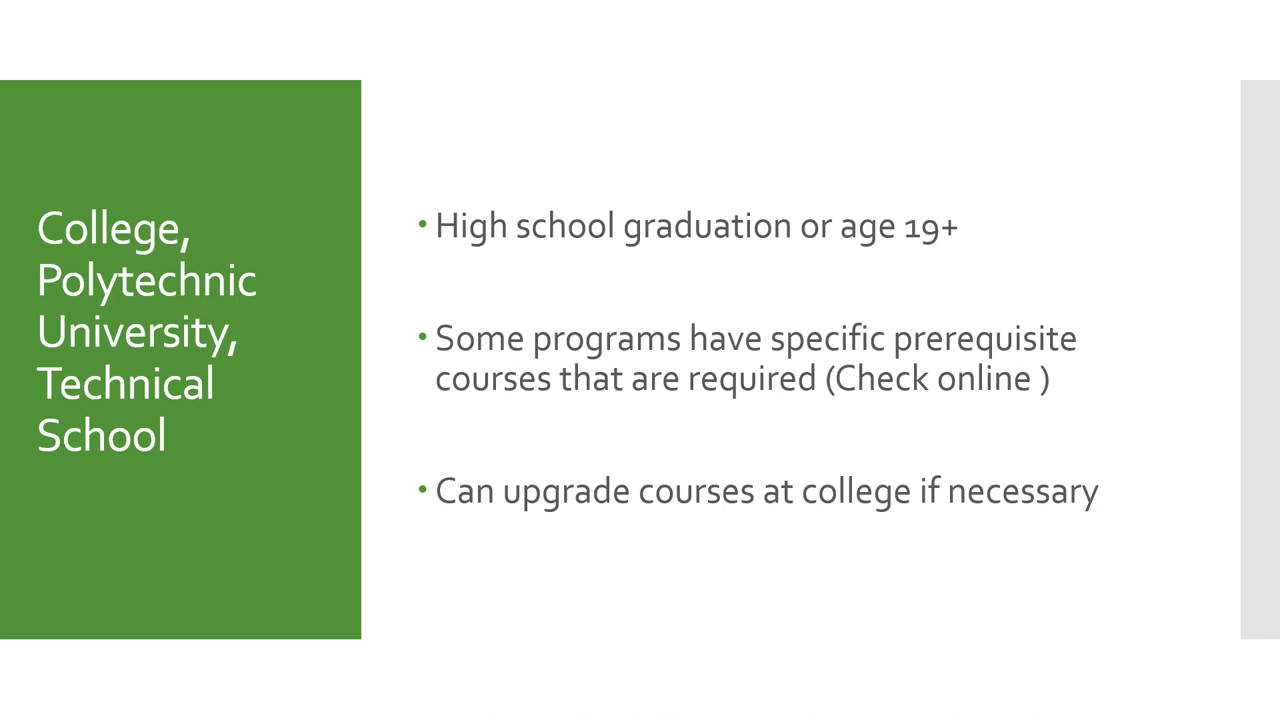 College,
Polytechnic
University,
Technical
School
• High school graduation or age 19+
• Some programs have specific prerequisite
courses that are required (Check online )
• Can upgrade courses at college if necessary